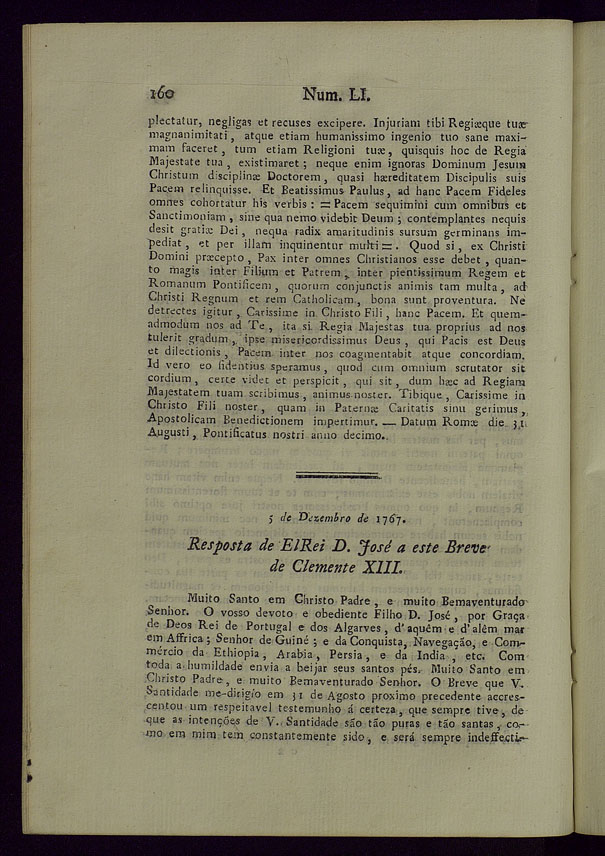 160 Num. LI.
plectatur, negligas et recuses excipere. Injuriam tibi Regiæque tuæ
magnanimitati, atque etiam humanissimo ingenio tuo sane maxi-
mam faceret, tum etiam Religioni tuæ, quisquis hoc de Regia
Majestate tua, existimaret; neque enim ignoras Dominum Jesum
Christum disciplinæ Doctorem, quasi hæreditatem Discipulis suis
Pacem relinquisse. Et Beatissimus Paulus, ad hanc Pacem Fideles
omnes cohortatur his verbis: = Pacem sequimini cum omnibus et
Sanctimoniam, sine qua nemo videbit Deum; contemplantes nequis
desit gratiæ Dei, nequa radix amaritudinis sursum germinans im-
pediat, et per illam inquinentur multi =. Quod si, ex Christi
Domini præcepto, Pax inter omnes Christianos esse debet, quan-
to magis inter Filium et Patrem, inter pientissimum Regem et
Romanum Pontificem, quorum conjunctis animis tam multa, ad
Christi Regnum et rem Catholicam, bona sunt proventura. Ne
detrectes igitur, Carissime in Christo Fili, hanc Pacem. Et quem-
admodum nos ad Te, ita si Regia Majestas tua proprius ad nos
tulerit gradum, ipse misericordissimus Deus, qui Pacis est Deus
et dilectionis, Pacem inter nos coagmentabit atque concordiam.
Id vero eo fidentius speramus, quod cum omnium scrutator sit
cordium, certe videt et perspicit, qui sit, dum hæc ad Regiam
Majestatem tuam scribimus, animus noster. Tibique, Carissime in
Christo Fili noster, quam in Paternæ Caritatis sinu gerimus,
Apostolicam Benedictionem impertimur. — Datum Romæ die 31
Augusti, Pontificatus nostri anno decimo.
5 de Dezembro de 1767.
Resposta de ElRei D. José a este Breve
de Clemente XIII.
Muito Santo em Christo Padre, e muito Bemaventurado
Senhor. O vosso devoto e obediente Filho D. José, por Graça
de Deos Rei de Portugal e dos Algarves, d'aquém e d'alèm mar
em Affrica; Senhor de Guiné; e da Conquista, Navegação, e Com-
mércio da Ethiopia, Arabia, Persia, e da India, etc. Com
toda a humildade envia a beijar seus santos pés. Muito Santo em
Christo Padre, e muito Bemaventurado Senhor. O Breve que V.
Santidade me-dirigío em 31 de Agosto proximo precedente accres-
centou um respeitavel testemunho á certeza, que sempre tive, de
que as intenções de V. Santidade são tão puras e tão santas, co-
mo em mim tem constantemente sido, e será sempre indeffecti-